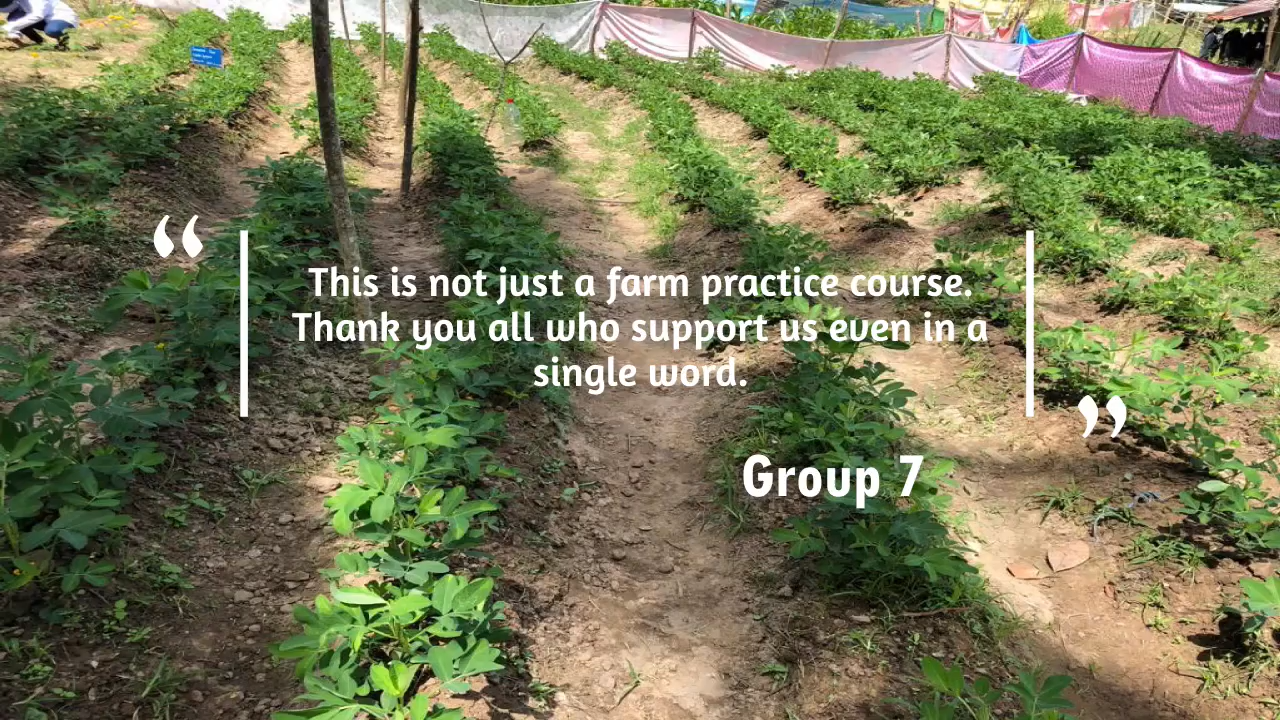 “
This is not just a farm practice course.
Thank you all who support us even in a
single word.
”
Group 7